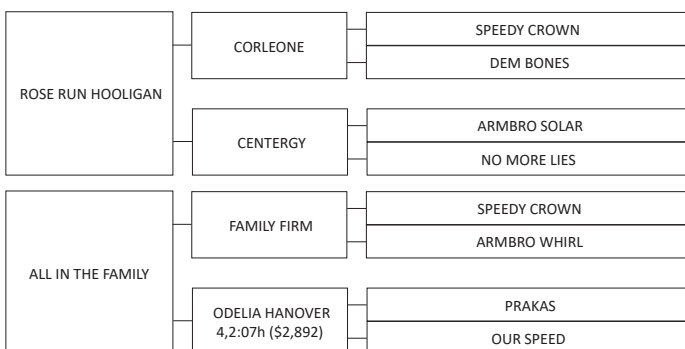 ROSE RUN HOOLIGAN
CORLEONE
SPEEDY CROWN
DEM BONES
CENTERGY
ARMBRO SOLAR
NO MORE LIES
ALL IN THE FAMILY
FAMILY FIRM
SPEEDY CROWN
ARMBRO WHIRL
ODELIA HANOVER
4,2:07h ($2,892)
PRAKAS
OUR SPEED